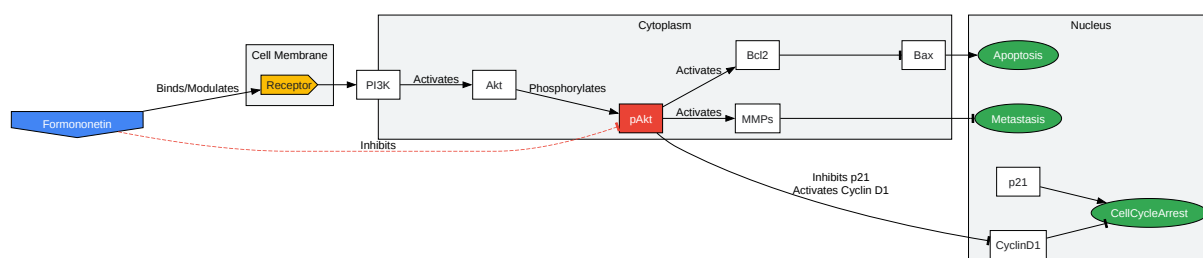 Cytoplasm
Nucleus
Cell Membrane
Bcl2
Bax
Apoptosis
Receptor
PI3K
Activates
Akt
Activates
Binds/Modulates
Phosphorylates
Formononetin
pAkt
Activates
MMPs
Metastasis
Inhibits
Inhibits p21
Activates Cyclin D1
p21
CellCycleArrest
CyclinD1